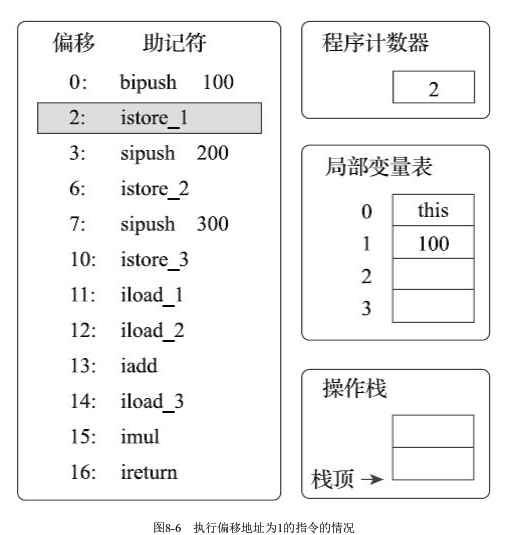 偏移 助记符
0: bipush 100
2: istore_1
3: sipush 200
6: istore_2
7: sipush 300
10: istore_3
11: iload_1
12: iload_2
13: iadd
14: iload_3
15: imul
16: ireturn
程序计数器
2
局部变量表
0 this
1 100
2
3
操作栈
栈顶
图8-6 执行偏移地址为1的指令的情况